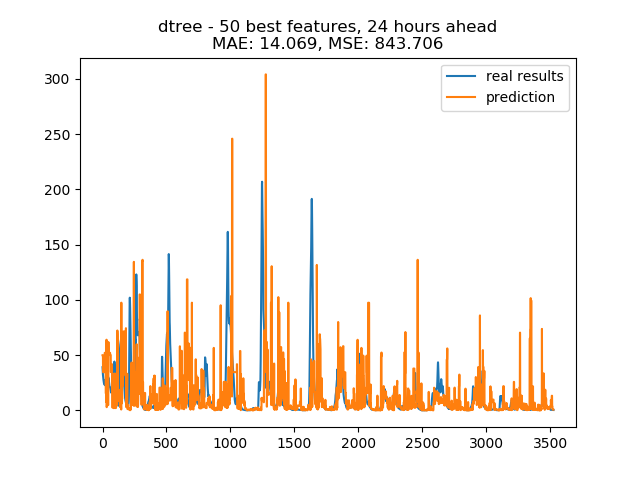 dtree - 50 best features, 24 hours ahead
MAE: 14.069, MSE: 843.706
real results
prediction
300
250
200
150
100
50
0
0 500 1000 1500 2000 2500 3000 3500